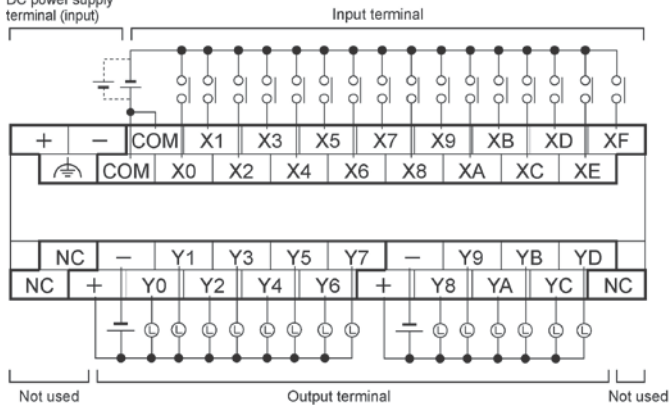 DC power supply
terminal (input)
Input terminal
+ − COM X1 X3 X5 X7 X9 XB XD XF
COM X0 X2 X4 X6 X8 XA XC XE
NC − Y1 Y3 Y5 Y7 − Y9 YB YD
NC + Y0 Y2 Y4 Y6 + Y8 YA YC NC
L L L L L L L L L L L L L L
Not used
Output terminal
Not used